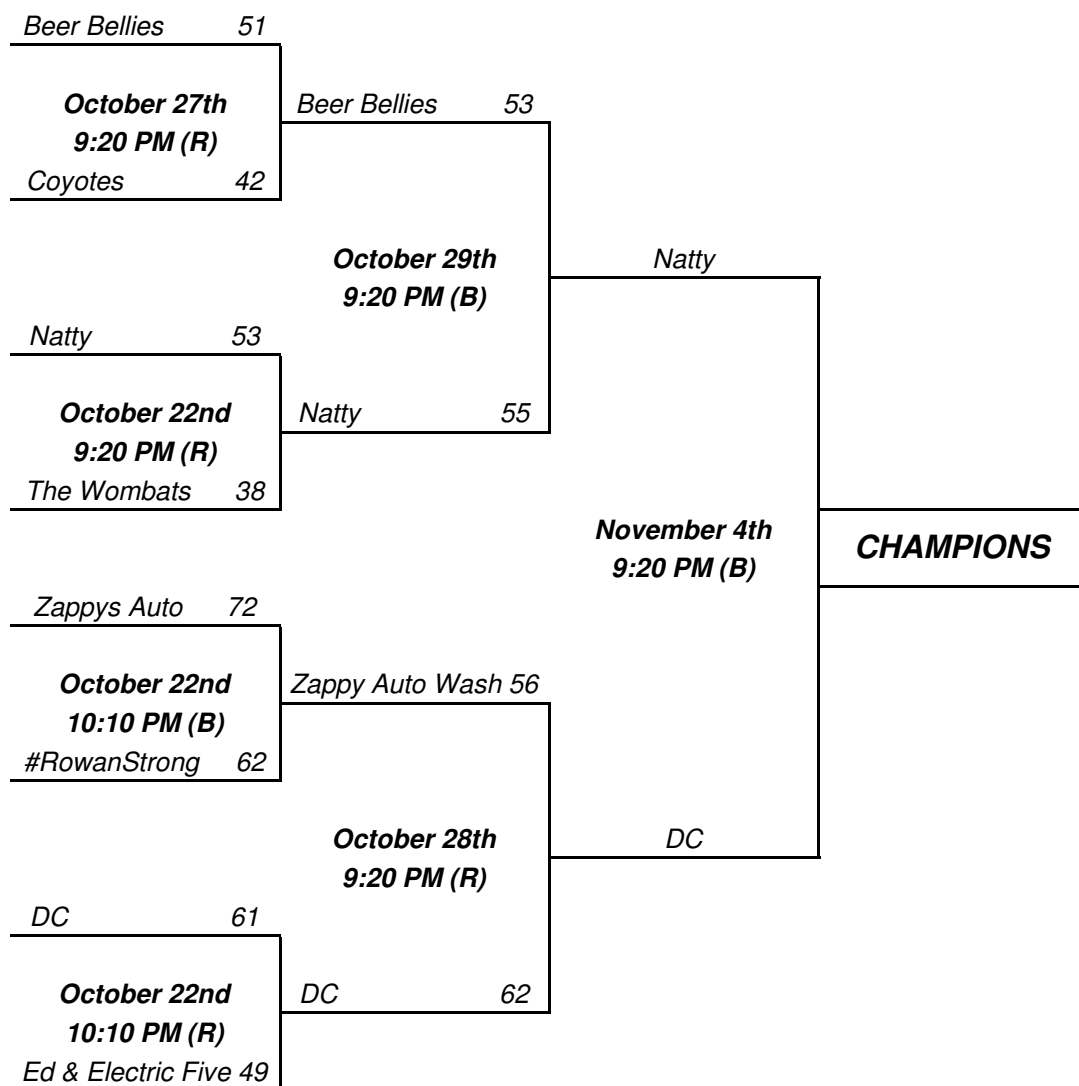 Beer Bellies 51
October 27th
9:20 PM (R)
Coyotes 42
Beer Bellies 53
October 29th
9:20 PM (B)
Natty 53
October 22nd
9:20 PM (R)
The Wombats 38
Natty 55
Natty
November 4th
9:20 PM (B)
CHAMPIONS
Zappys Auto 72
October 22nd
10:10 PM (B)
#RowanStrong 62
Zappy Auto Wash 56
October 28th
9:20 PM (R)
DC
DC 61
October 22nd
10:10 PM (R)
Ed & Electric Five 49
DC 62